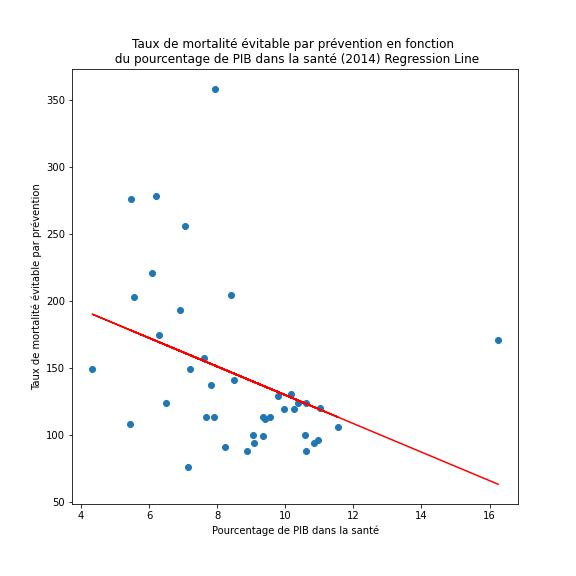 Taux de mortalité évitable par prévention en fonction
du pourcentage de PIB dans la santé (2014) Regression Line
350
300
250
200
150
100
50
Taux de mortalité évitable par prévention
4 6 8 10 12 14 16
Pourcentage de PIB dans la santé